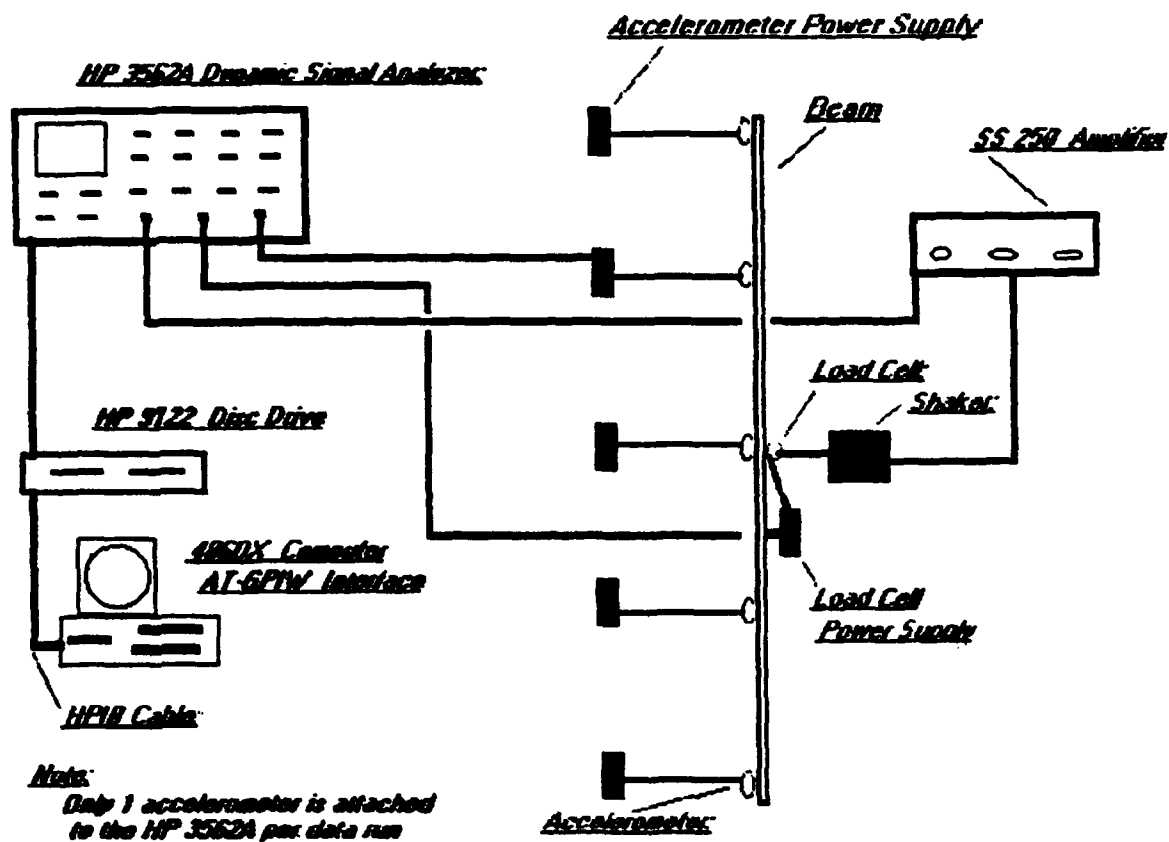 Accelerometer Power Supply
HP 3562A Dynamic Signal Analyzer
Beam
SS 250 Amplifier
Load Cell
Shaker
HP 9122 Disc Drive
486DX Computer
Interface
Load Cell
Power Supply
HPIB Cable
Note:
Only 1 accelerometer is attached
to the HP 3562A per data run
Accelerometer